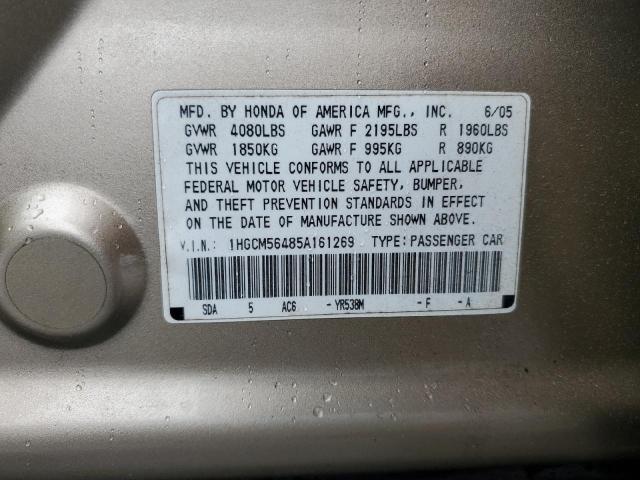 MFD. BY HONDA OF AMERICA MFG., INC. 6/05
GVWR 4080LBS GAWR F 2195LBS R 1960LBS
GVWR 1850KG GAWR F 995KG R 890KG
THIS VEHICLE CONFORMS TO ALL APPLICABLE
FEDERAL MOTOR VEHICLE SAFETY, BUMPER,
AND THEFT PREVENTION STANDARDS IN EFFECT
ON THE DATE OF MANUFACTURE SHOWN ABOVE.
V.I.N.: 1HGCM56485A161269 TYPE: PASSENGER CAR
SDA 5 AC6 -YR538M -F -A